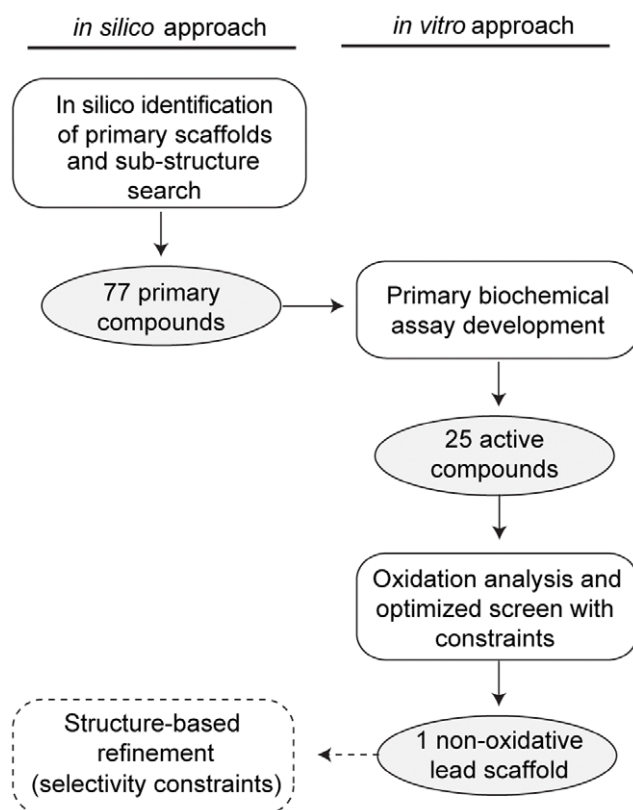 in silico approach
in vitro approach
In silico identification
of primary scaffolds
and sub-structure
search
77 primary
compounds
Primary biochemical
assay development
25 active
compounds
Oxidation analysis and
optimized screen with
constraints
1 non-oxidative
lead scaffold
Structure-based
refinement
(selectivity constraints)